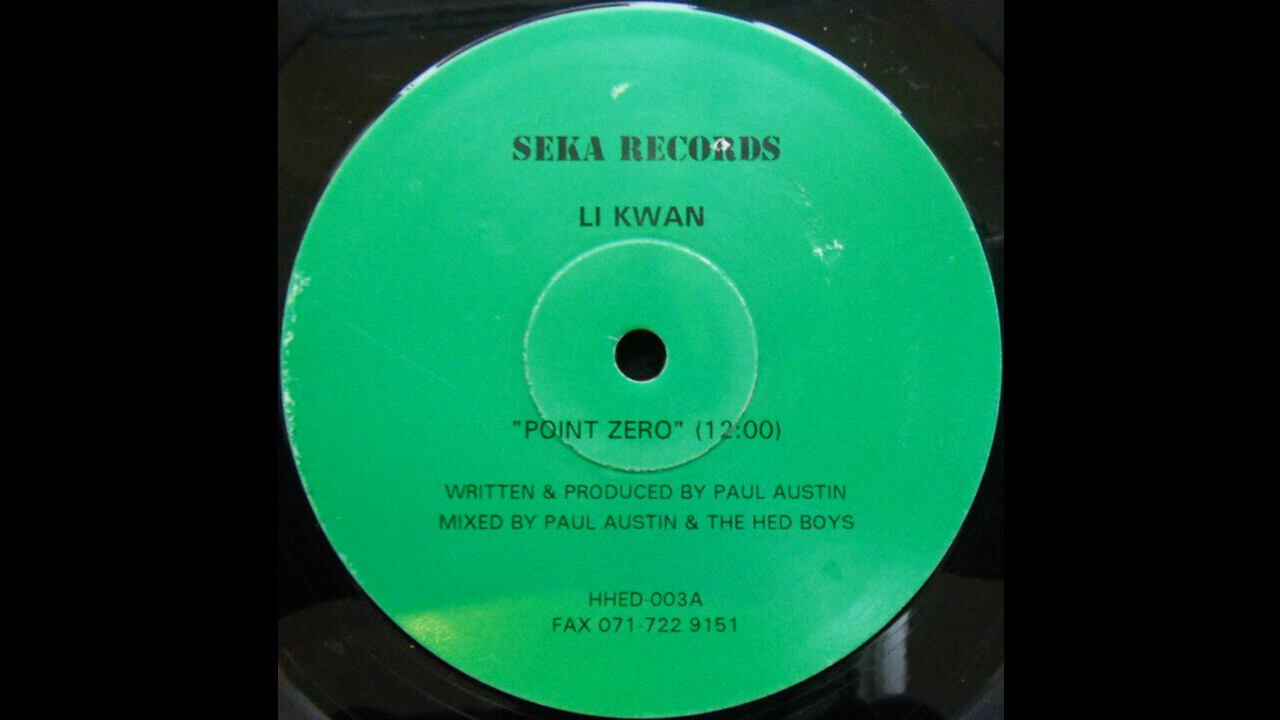 SEKA RECORDS
LI KWAN
"POINT ZERO" (12:00)
WRITTEN & PRODUCED BY PAUL AUSTIN
MIXED BY PAUL AUSTIN & THE HED BOYS
HHED-003A
FAX 071-722 9151